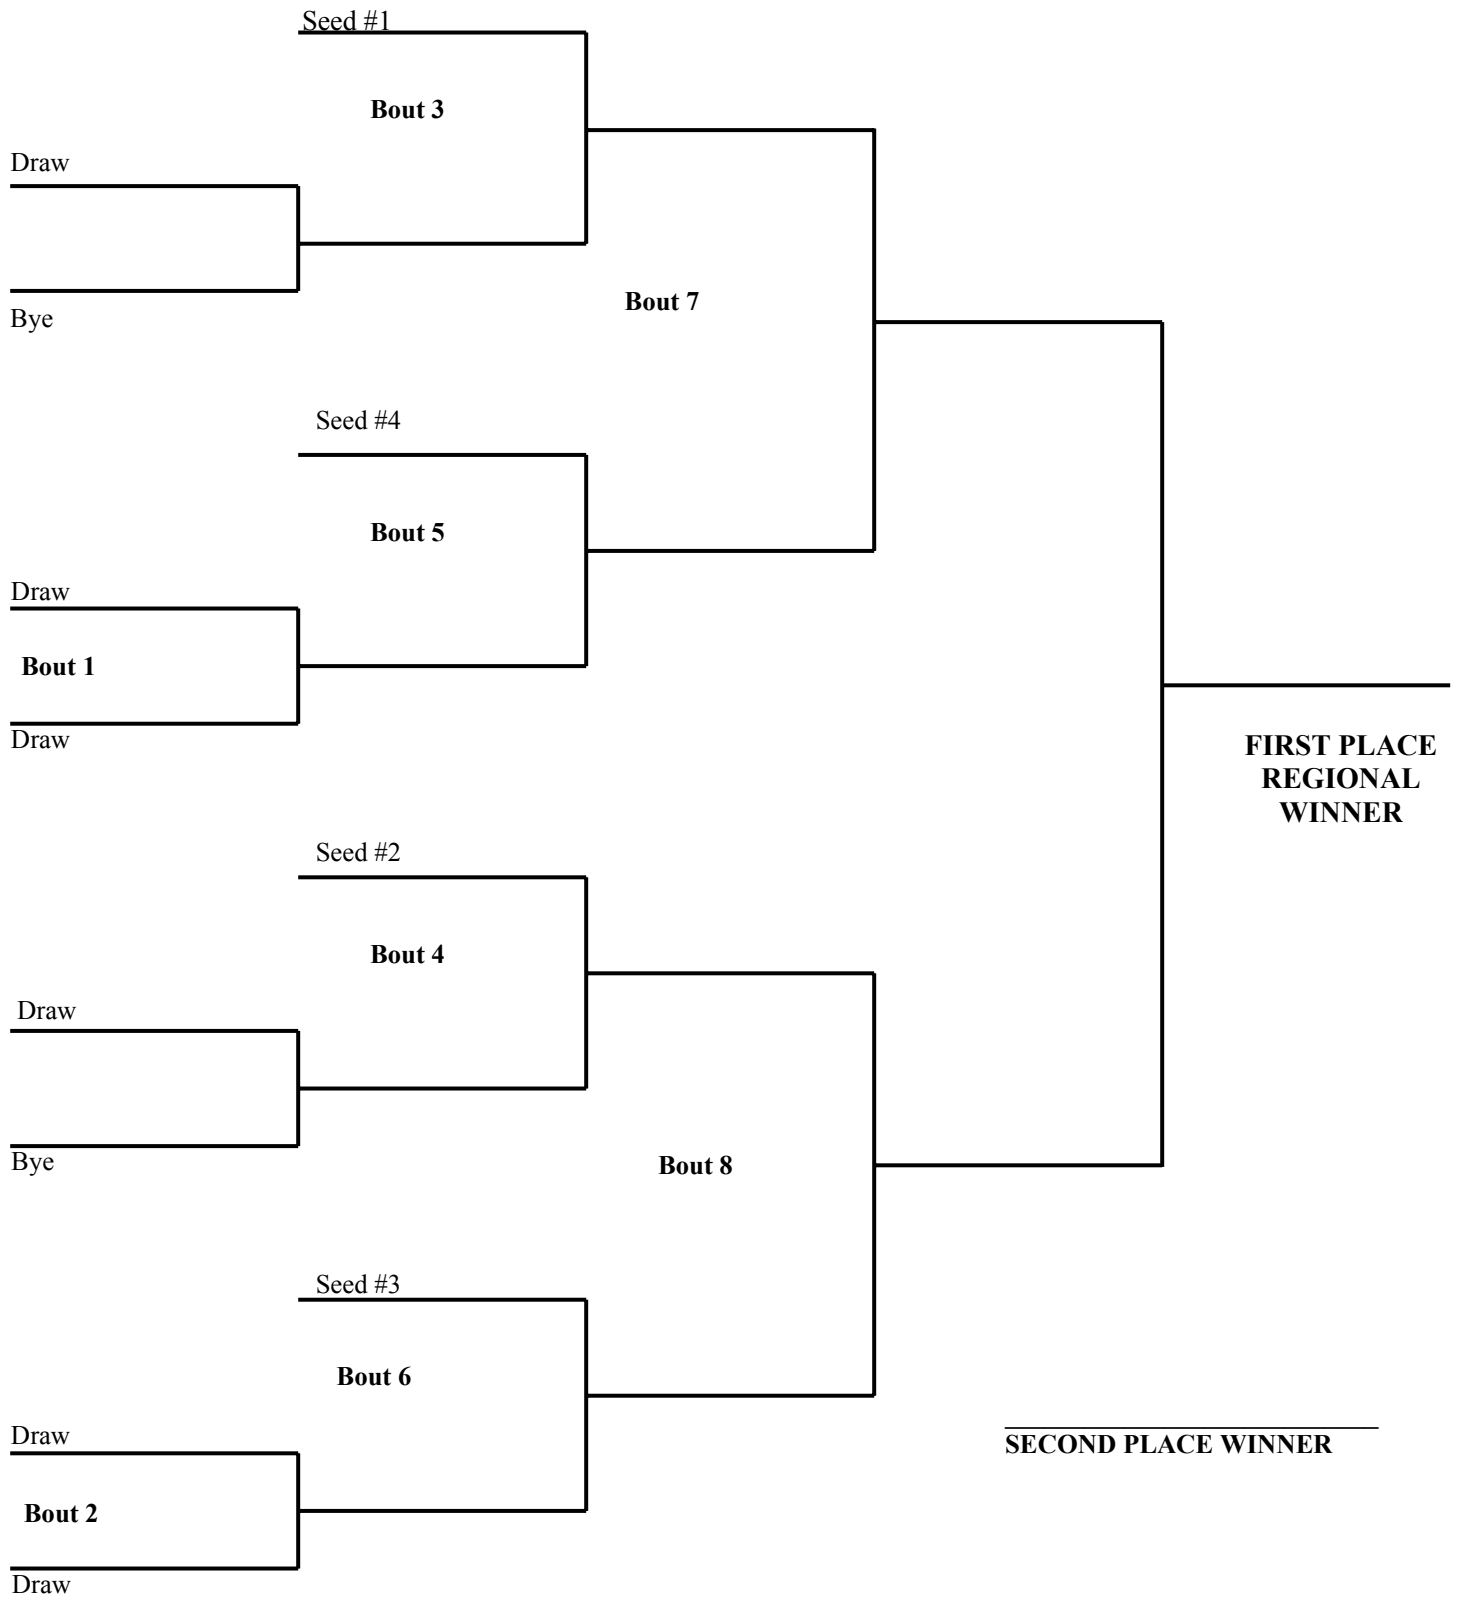 Seed #1
Bout 3
Draw
Bye
Bout 7
Seed #4
Bout 5
Draw
Bout 1
Draw
FIRST PLACE
REGIONAL
WINNER
Seed #2
Bout 4
Draw
Bye
Bout 8
Seed #3
Bout 6
Draw
SECOND PLACE WINNER
Bout 2
Draw